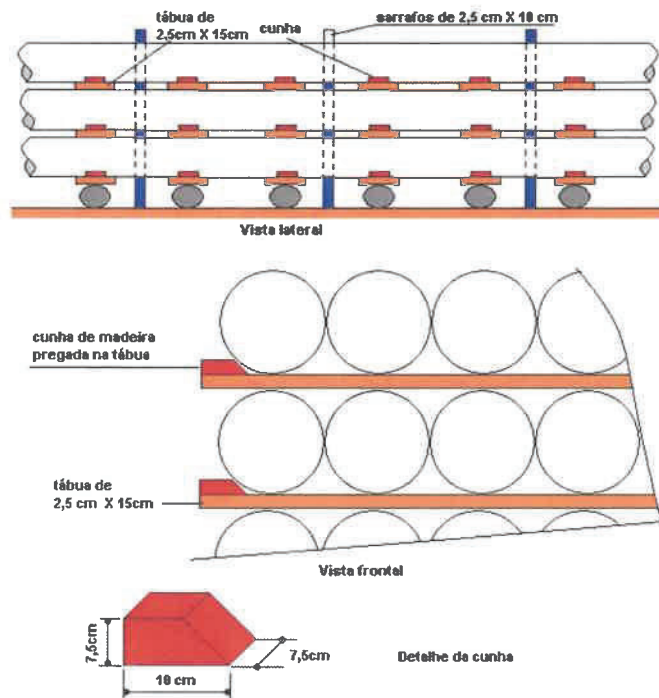 tábua de
2,5cm X 15cm
cunha
sarrafos de 2,5 cm X 10 cm
Vista lateral
cunha de madeira
pregada na tábua
tábua de
2,5 cm X 15cm
Vista frontal
7,5cm
7,5cm
10 cm
Detalhe da cunha